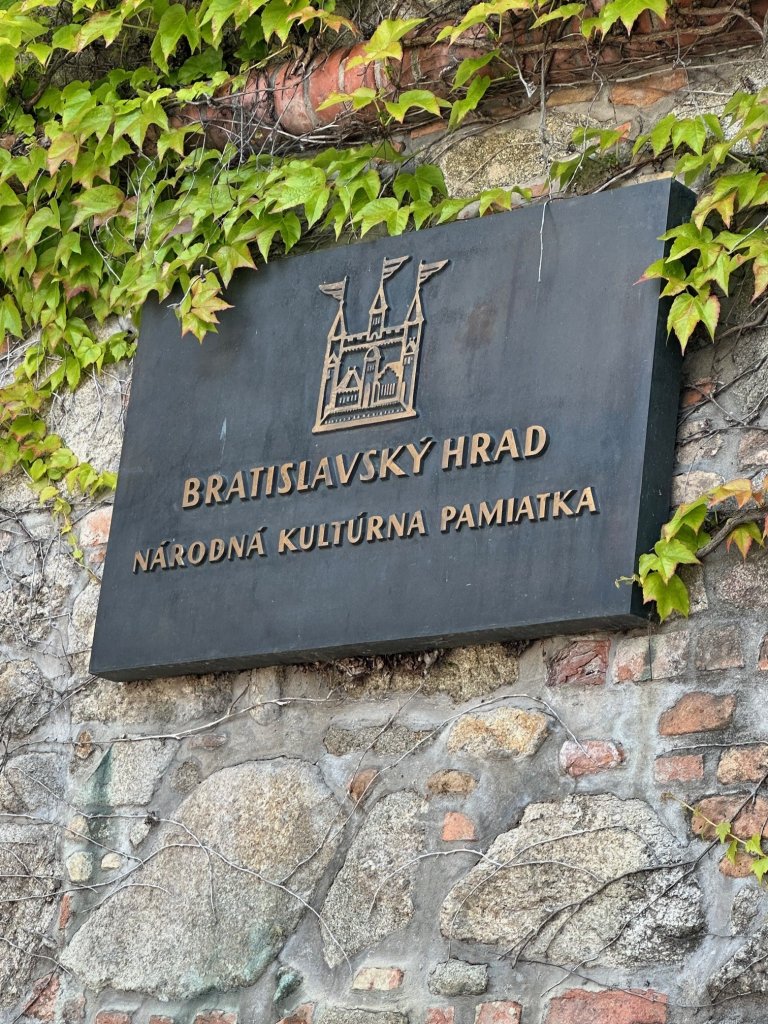 BRATISLAVSKÝ HRAD
NÁRODNÁ KULTÚRNA PAMIATKA